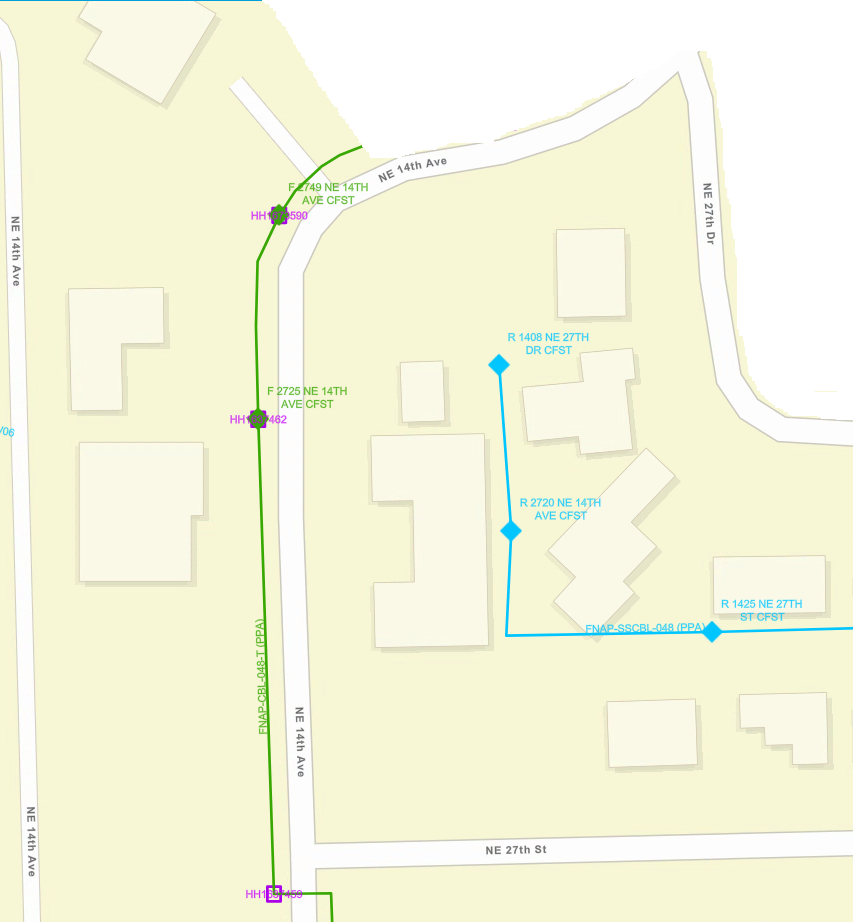 F 2749 NE 14TH
AVE CFST
NE 14th Ave
NE 27th Dr
NE 14th Ave
R 1408 NE 27TH
DR CFST
F 2725 NE 14TH
AVE CFST
R 2720 NE 14TH
AVE CFST
R 1425 NE 27TH
ST CFST
FNAP-SSCBL-048 (PPA)
FNAP-CBL-048-T (PPA)
NE 14th Ave
NE 14th Ave
NE 27th St